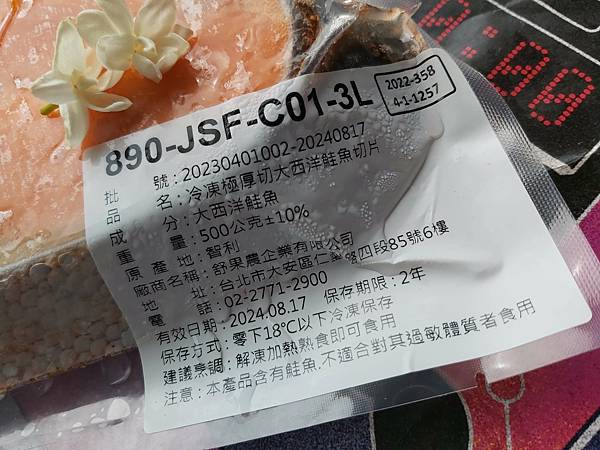 890-JSF-C01-3L
2022-358
4-1-1257
批 號：20230401002-20240817
品 名：冷凍極厚切大西洋鮭魚切片
成 分：大西洋鮭魚
重 量：500公克±10%
原 產 地：智利
廠商名稱：舒果農企業有限公司
地 址：台北市大安區仁愛路四段85號6樓
電 話：02-2771-2900
有效日期：2024.08.17 保存期限：2年
保存方式：零下18℃以下冷凍保存
建議烹調：解凍加熱熟食即可食用
注意：本產品含有鮭魚,不適合對其過敏體質者食用